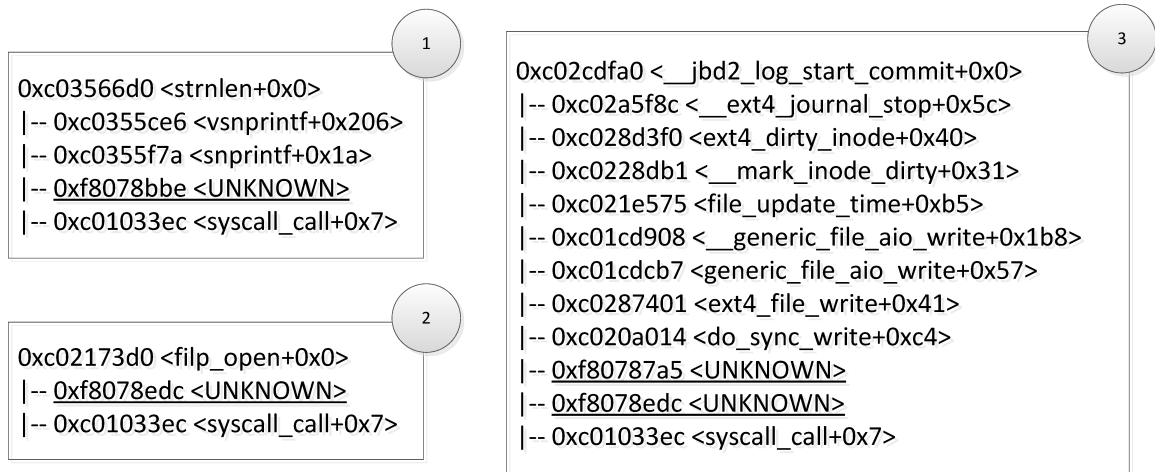 1
0xc03566d0 <strnlen+0x0>
|-- 0xc0355ce6 <vsnprintf+0x206>
|-- 0xc0355f7a <snprintf+0x1a>
|-- 0xf8078bbe <UNKNOWN>
|-- 0xc01033ec <syscall_call+0x7>
2
0xc02173d0 <filp_open+0x0>
|-- 0xf8078edc <UNKNOWN>
|-- 0xc01033ec <syscall_call+0x7>
3
0xc02cdfa0 <__jbd2_log_start_commit+0x0>
|-- 0xc02a5f8c <__ext4_journal_stop+0x5c>
|-- 0xc028d3f0 <ext4_dirty_inode+0x40>
|-- 0xc0228db1 <__mark_inode_dirty+0x31>
|-- 0xc021e575 <file_update_time+0xb5>
|-- 0xc01cd908 <__generic_file_aio_write+0x1b8>
|-- 0xc01cdcb7 <generic_file_aio_write+0x57>
|-- 0xc0287401 <ext4_file_write+0x41>
|-- 0xc020a014 <do_sync_write+0xc4>
|-- 0xf80787a5 <UNKNOWN>
|-- 0xf8078edc <UNKNOWN>
|-- 0xc01033ec <syscall_call+0x7>